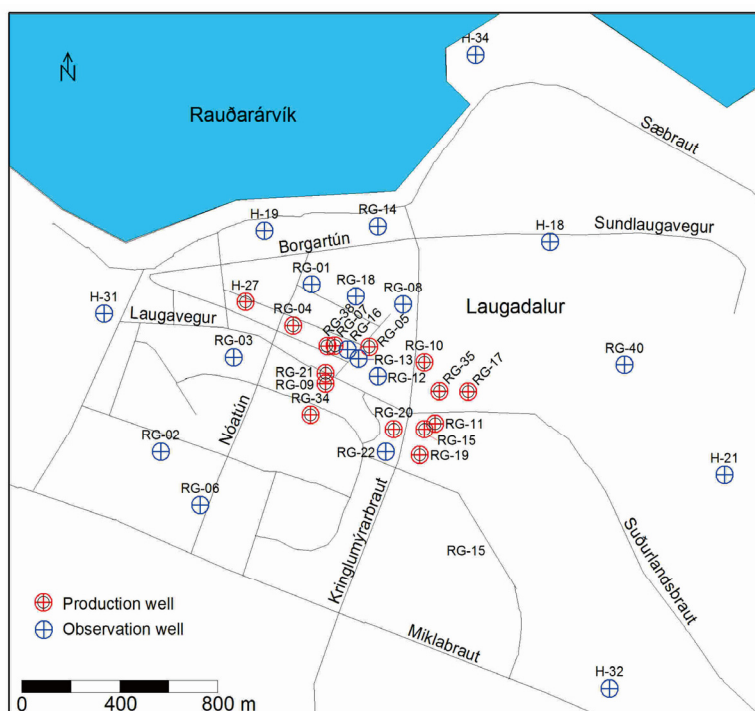 H-34
N
Rauðarárvík
Sæbraut
H-19
RG-14
H-18
Sundlaugavegur
Borgartún
RG-01
RG-18
RG-08
H-27
H-31
Laugavegur
RG-04
Laugadalur
RG-38
RG-07
RG-16
RG-05
RG-03
RG-13
RG-10
RG-40
RG-21
RG-12
RG-35
RG-17
RG-09
RG-34
RG-20
RG-11
Nóatún
RG-15
RG-02
RG-22
RG-19
H-21
RG-06
Kringlumýrarbraut
RG-15
Suðurlandsbraut
Production well
Observation well
Miklabraut
H-32
0 400 800 m